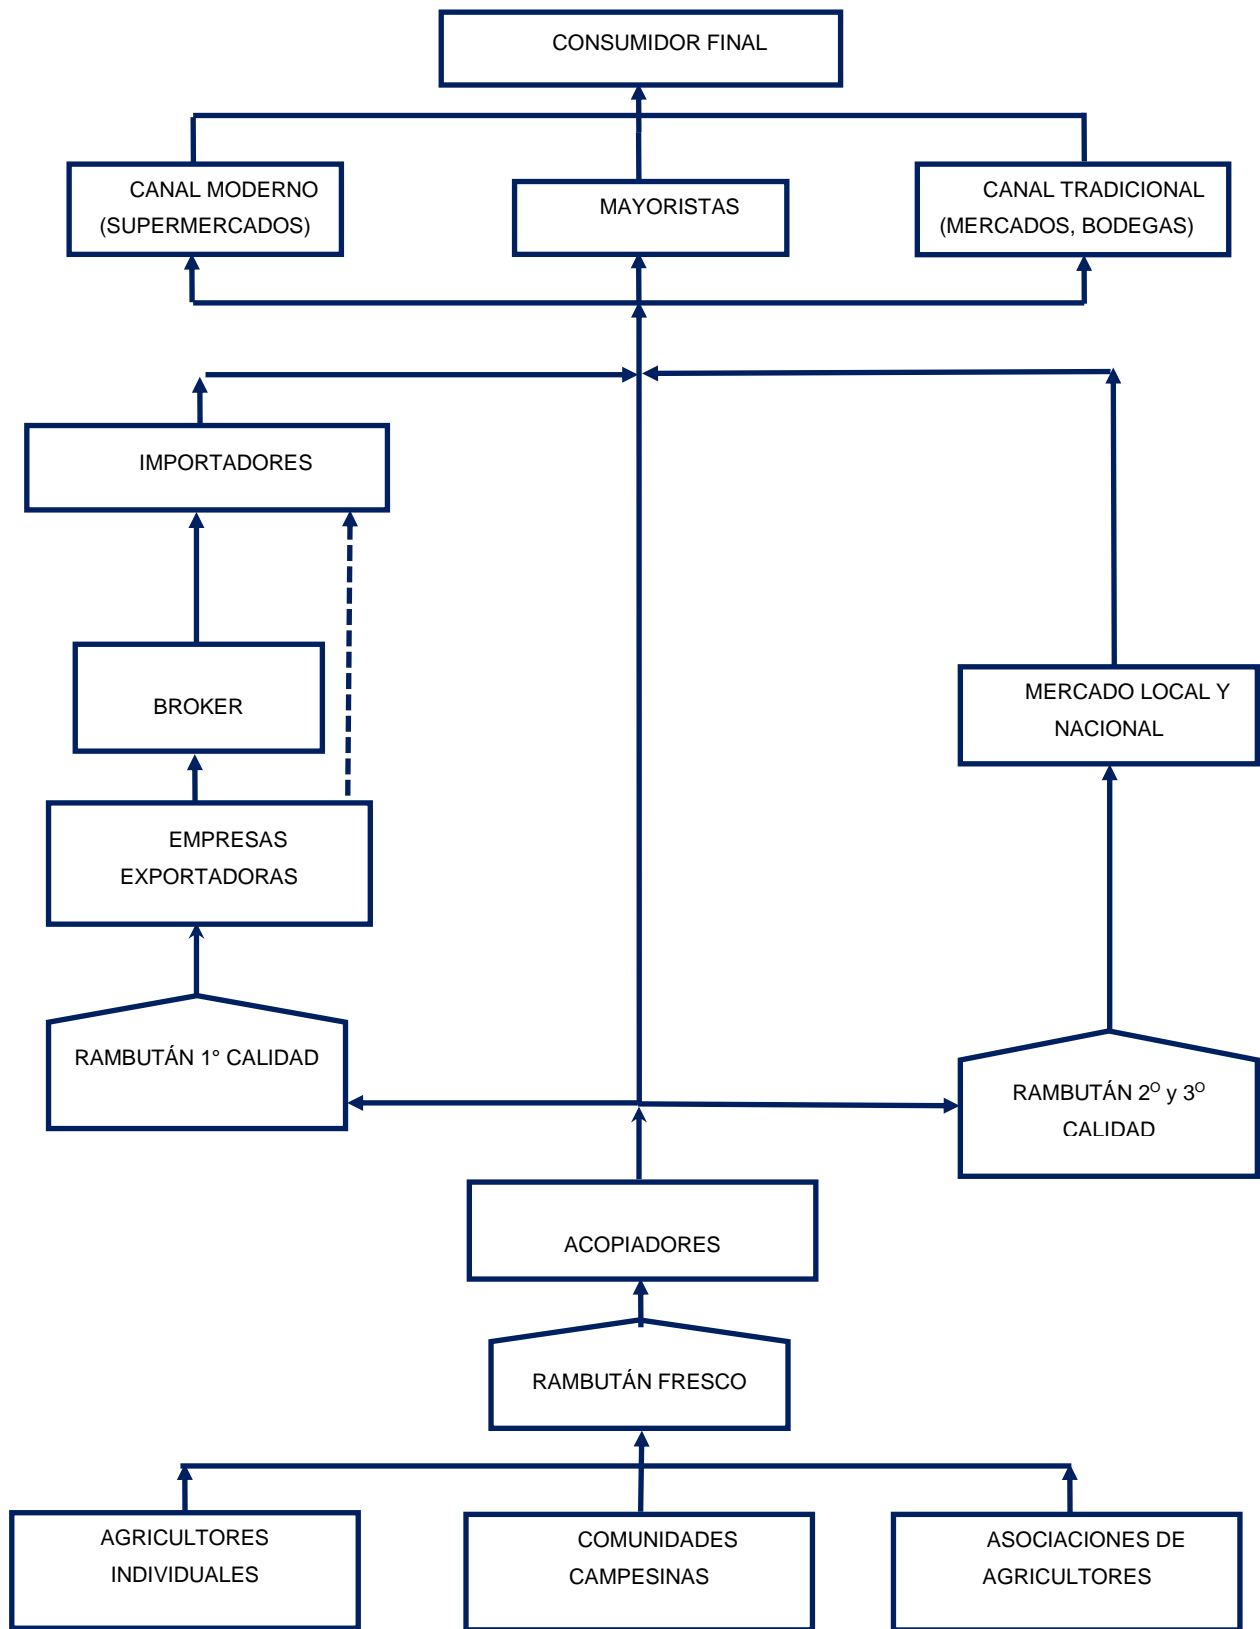 CONSUMIDOR FINAL
CANAL MODERNO
(SUPERMERCADOS)
MAYORISTAS
CANAL TRADICIONAL
(MERCADOS, BODEGAS)
IMPORTADORES
BROKER
MERCADO LOCAL Y
NACIONAL
EMPRESAS
EXPORTADORAS
RAMBUTÁN 1° CALIDAD
RAMBUTÁN 2º y 3º
CALIDAD
ACOPIADORES
RAMBUTÁN FRESCO
AGRICULTORES
INDIVIDUALES
COMUNIDADES
CAMPESINAS
ASOCIACIONES DE
AGRICULTORES